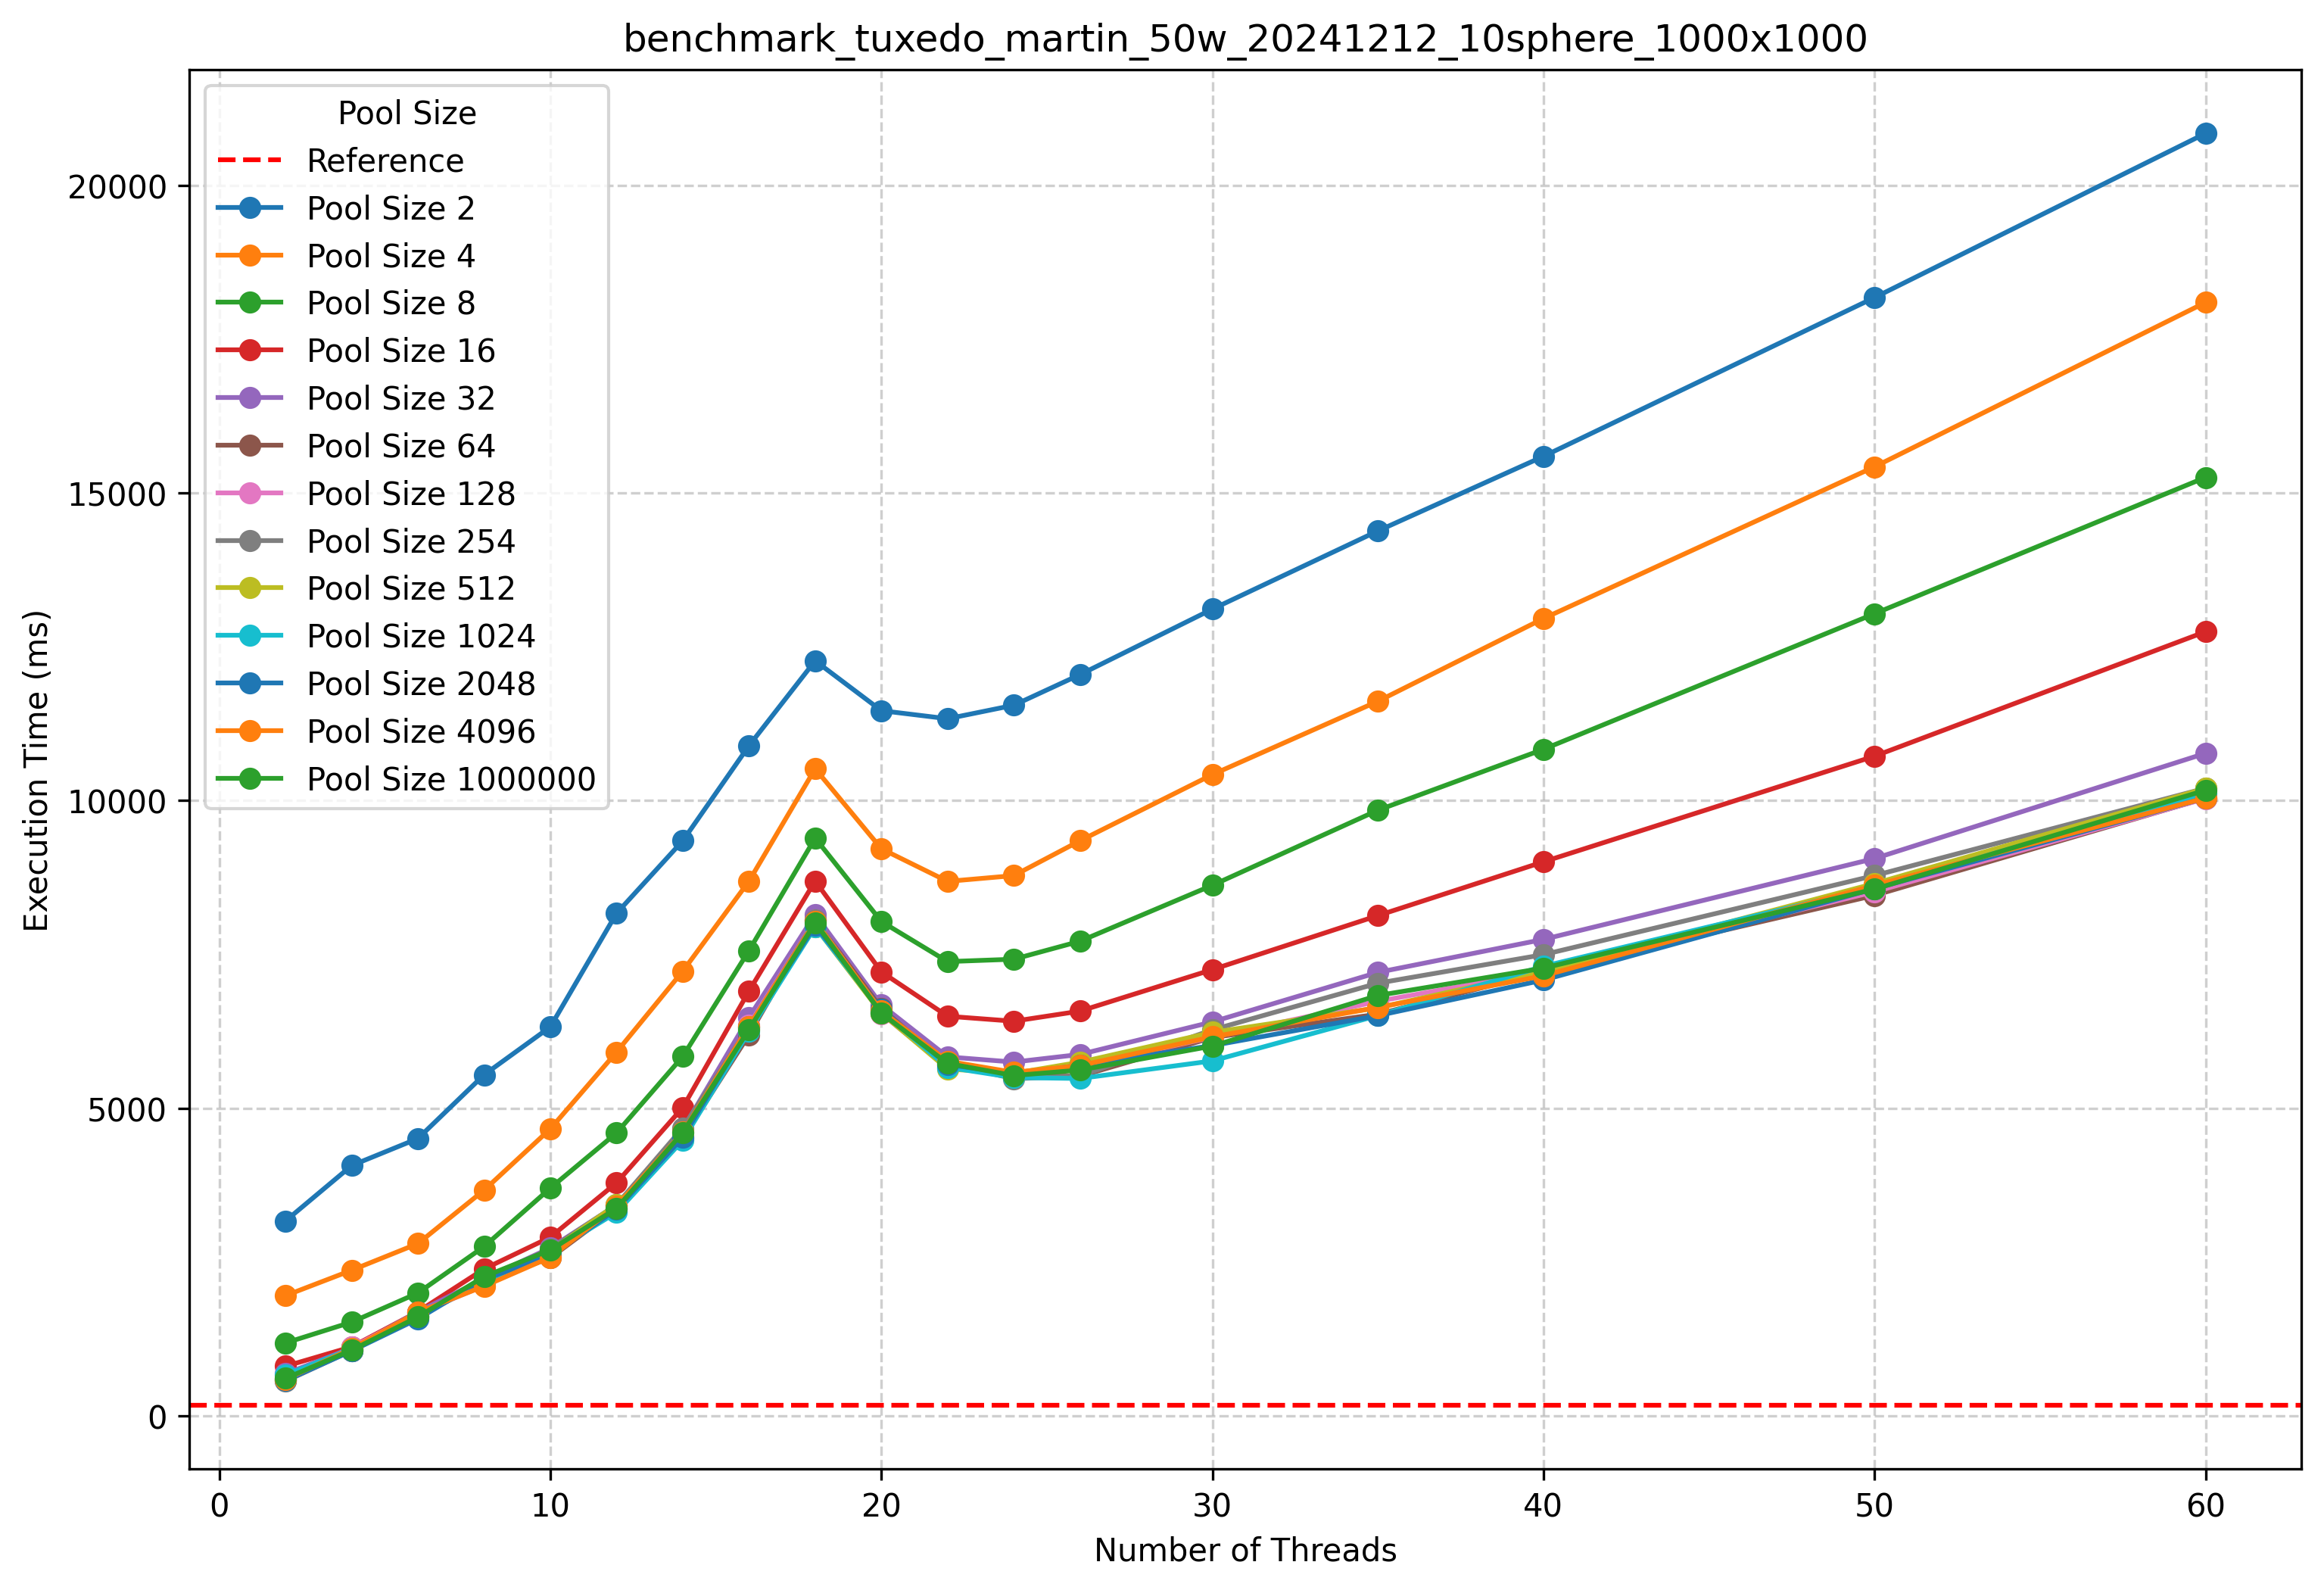 benchmark_tuxedo_martin_50w_20241212_10sphere_1000x1000
Pool Size
Reference
Pool Size 2
Pool Size 4
Pool Size 8
Pool Size 16
Pool Size 32
Pool Size 64
Pool Size 128
Pool Size 254
Pool Size 512
Pool Size 1024
Pool Size 2048
Pool Size 4096
Pool Size 1000000
Execution Time (ms)
20000
15000
10000
5000
0
0 10 20 30 40 50 60
Number of Threads